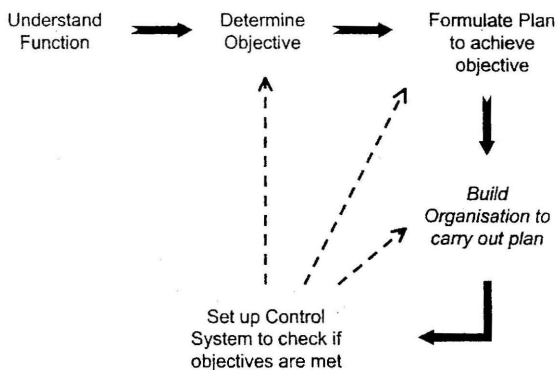 Understand
Function
Determine
Objective
Formulate Plan
to achieve
objective
Build
Organisation to
carry out plan
Set up Control
System to check if
objectives are met